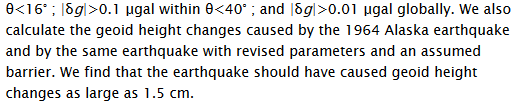 θ<16° ; |δg|>0.1 μgal within θ<40° ; and |δg|>0.01 μgal globally. We also
calculate the geoid height changes caused by the 1964 Alaska earthquake
and by the same earthquake with revised parameters and an assumed
barrier. We find that the earthquake should have caused geoid height
changes as large as 1.5 cm.